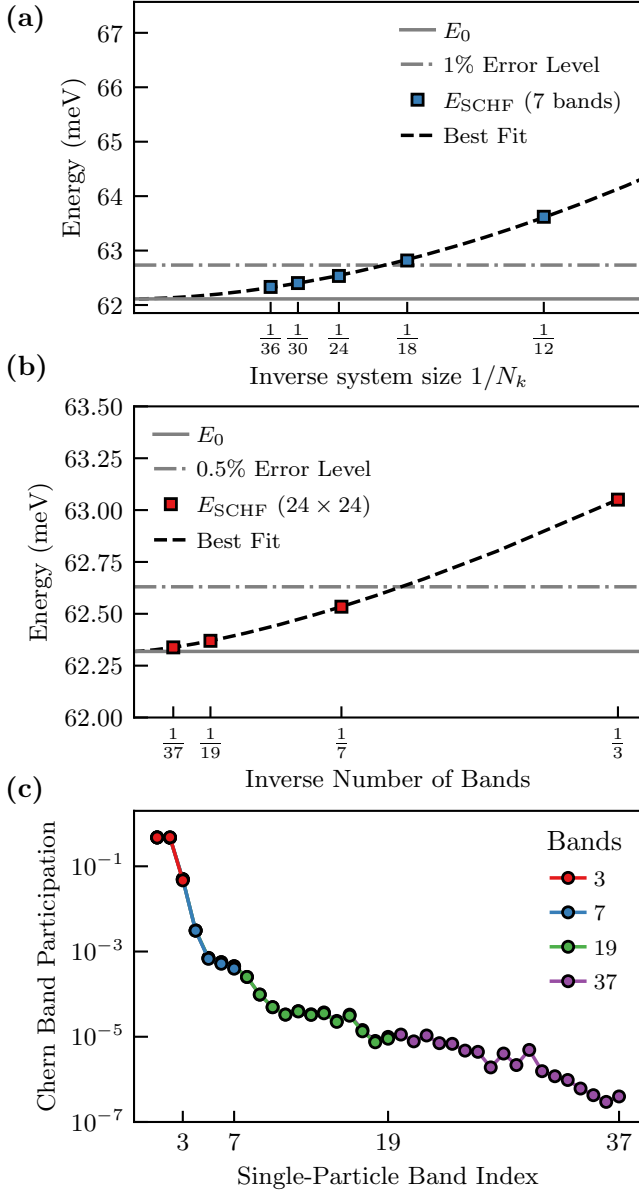 (a)
67
66
65
64
63
62
Energy (meV)
E₀
1% Error Level
E_SCHF (7 bands)
Best Fit
1/36 1/30 1/24 1/18 1/12
Inverse system size 1/N_k
(b)
63.50
63.25
63.00
62.75
62.50
62.25
62.00
Energy (meV)
E₀
0.5% Error Level
E_SCHF (24 × 24)
Best Fit
1/37 1/19 1/7 1/3
Inverse Number of Bands
(c)
10⁻¹
10⁻³
10⁻⁵
10⁻⁷
Chern Band Participation
Bands
3
7
19
37
3 7 19 37
Single-Particle Band Index